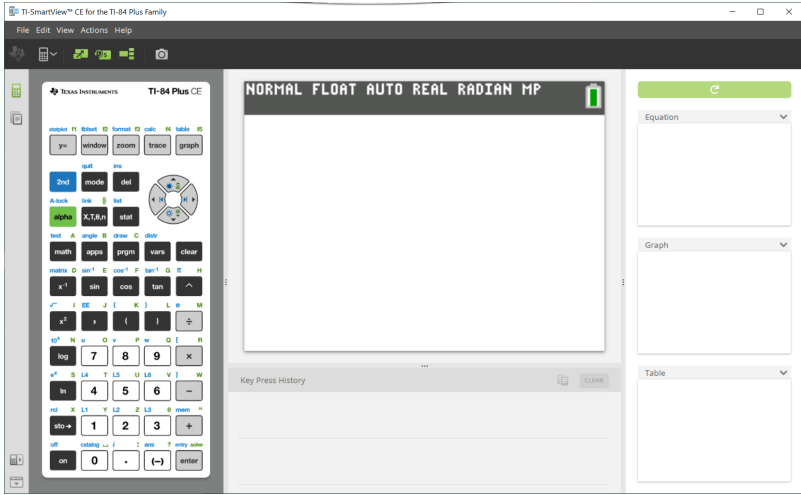 TI-SmartView™ CE for the TI-84 Plus Family
File Edit View Actions Help
NORMAL FLOAT AUTO REAL RADIAN MP
TEXAS INSTRUMENTS TI-84 Plus CE
statplot f1 tblset f2 format f3 calc f4 table f5
y= window zoom trace graph
quit ins
2nd mode del
A-lock link θ list
alpha X,T,θ,n stat
test A angle B draw C distr
math apps prgm vars clear
matrix D sin⁻¹ E cos⁻¹ F tan⁻¹ G π H
x⁻¹ sin cos tan ^
√ I EE J { K } L e M
x² , ( ) ÷
10ˣ N u O v P w Q [ R
log 7 8 9 ×
eˣ S L4 T L5 U L6 V ] W
ln 4 5 6 −
rcl X L1 Y L2 Z L3 θ mem "
sto→ 1 2 3 +
off catalog ⎵ i : ans ? entry solve
on 0 . (−) enter
Key Press History CLEAR
Equation
Graph
Table